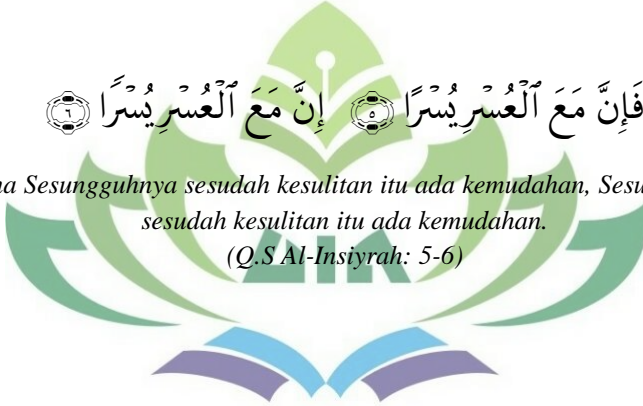 فَإِنَّ مَعَ ٱلْعُسْرِ يُسْرًا ۝٥ إِنَّ مَعَ ٱلْعُسْرِ يُسْرًا ۝٦
Sesungguhnya sesudah kesulitan itu ada kemudahan,
sesudah kesulitan itu ada kemudahan.
(Q.S Al-Insiyrah: 5-6)